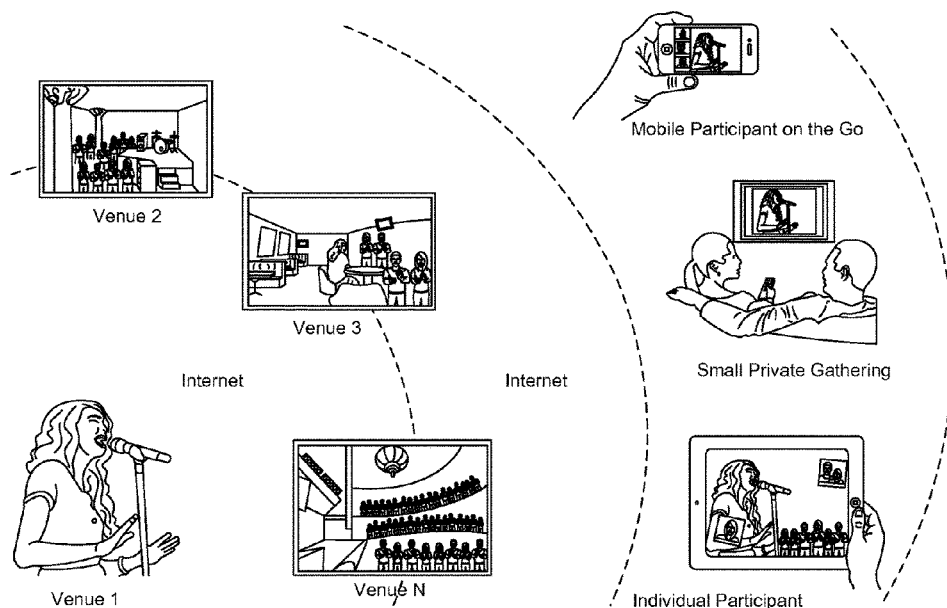 Mobile Participant on the Go
Venue 2
Venue 3
Small Private Gathering
Internet
Internet
Venue 1
Venue N
Individual Participant